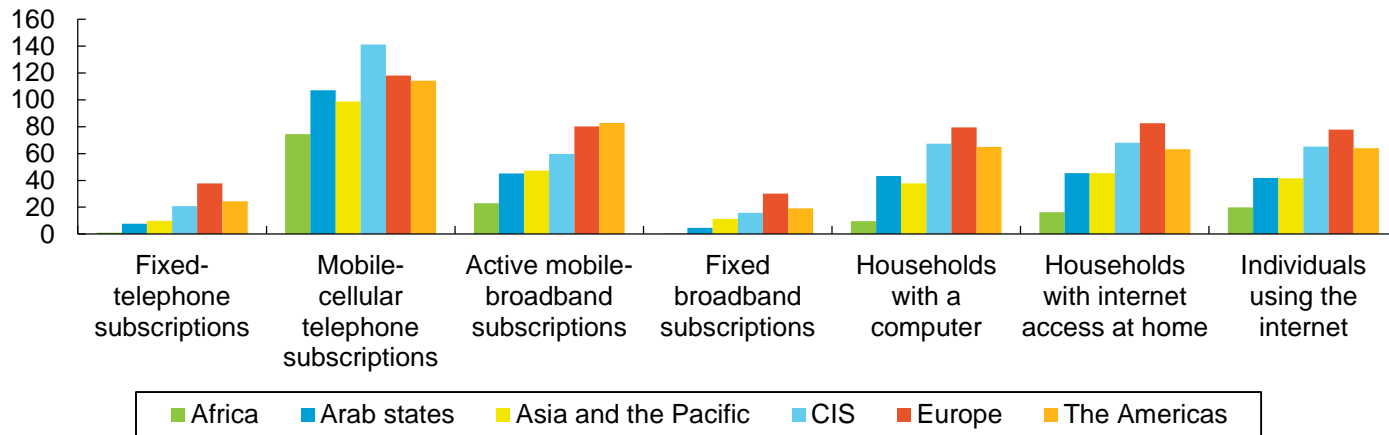 160
140
120
100
80
60
40
20
0
Fixed-
telephone
subscriptions
Mobile-
cellular
telephone
subscriptions
Active mobile-
broadband
subscriptions
Fixed
broadband
subscriptions
Households
with a
computer
Households
with internet
access at home
Individuals
using the
internet
Africa Arab states Asia and the Pacific CIS Europe The Americas